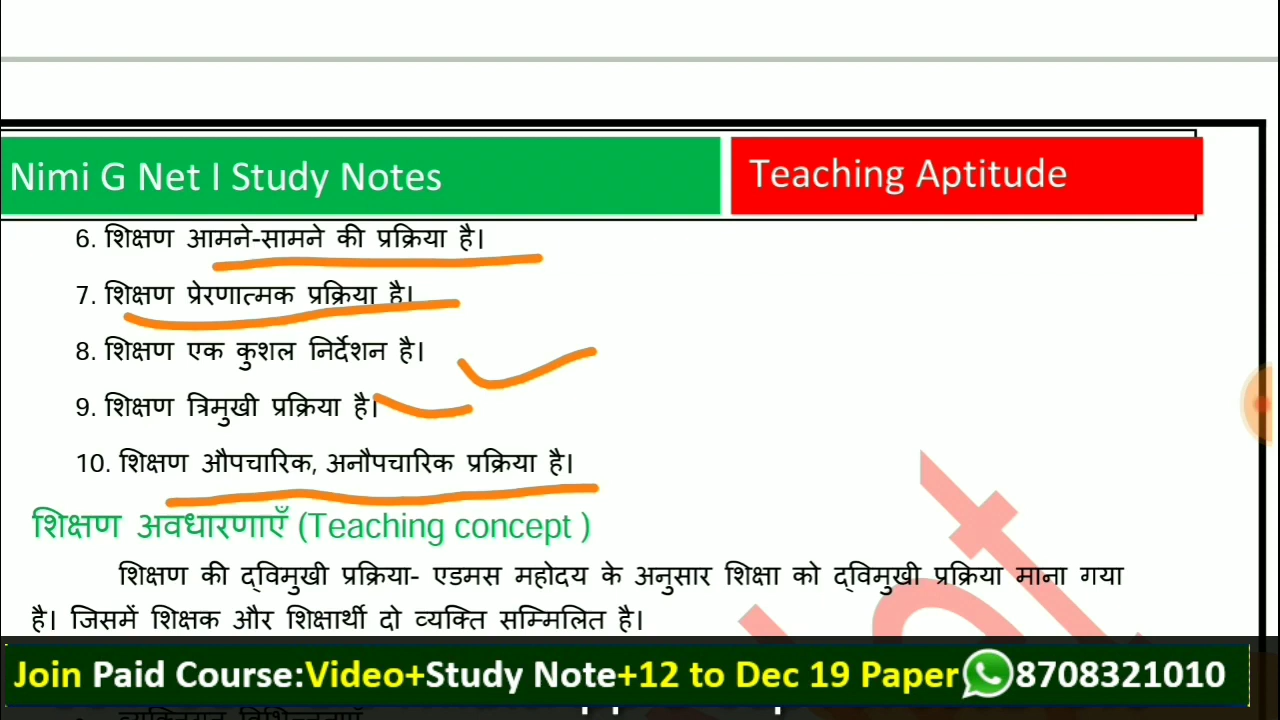 Nimi G Net I Study Notes
Teaching Aptitude
6. शिक्षण आमने-सामने की प्रक्रिया है।
7. शिक्षण प्रेरणात्मक प्रक्रिया है।
8. शिक्षण एक कुशल निर्देशन है।
9. शिक्षण त्रिमुखी प्रक्रिया है।
10. शिक्षण औपचारिक, अनौपचारिक प्रक्रिया है।
शिक्षण अवधारणाएँ (Teaching concept )
शिक्षण की द्विमुखी प्रक्रिया- एडमस महोदय के अनुसार शिक्षा को द्विमुखी प्रक्रिया माना गया
है। जिसमें शिक्षक और शिक्षार्थी दो व्यक्ति सम्मिलित है।
Join Paid Course:Video+Study Note+12 to Dec 19 Paper 8708321010